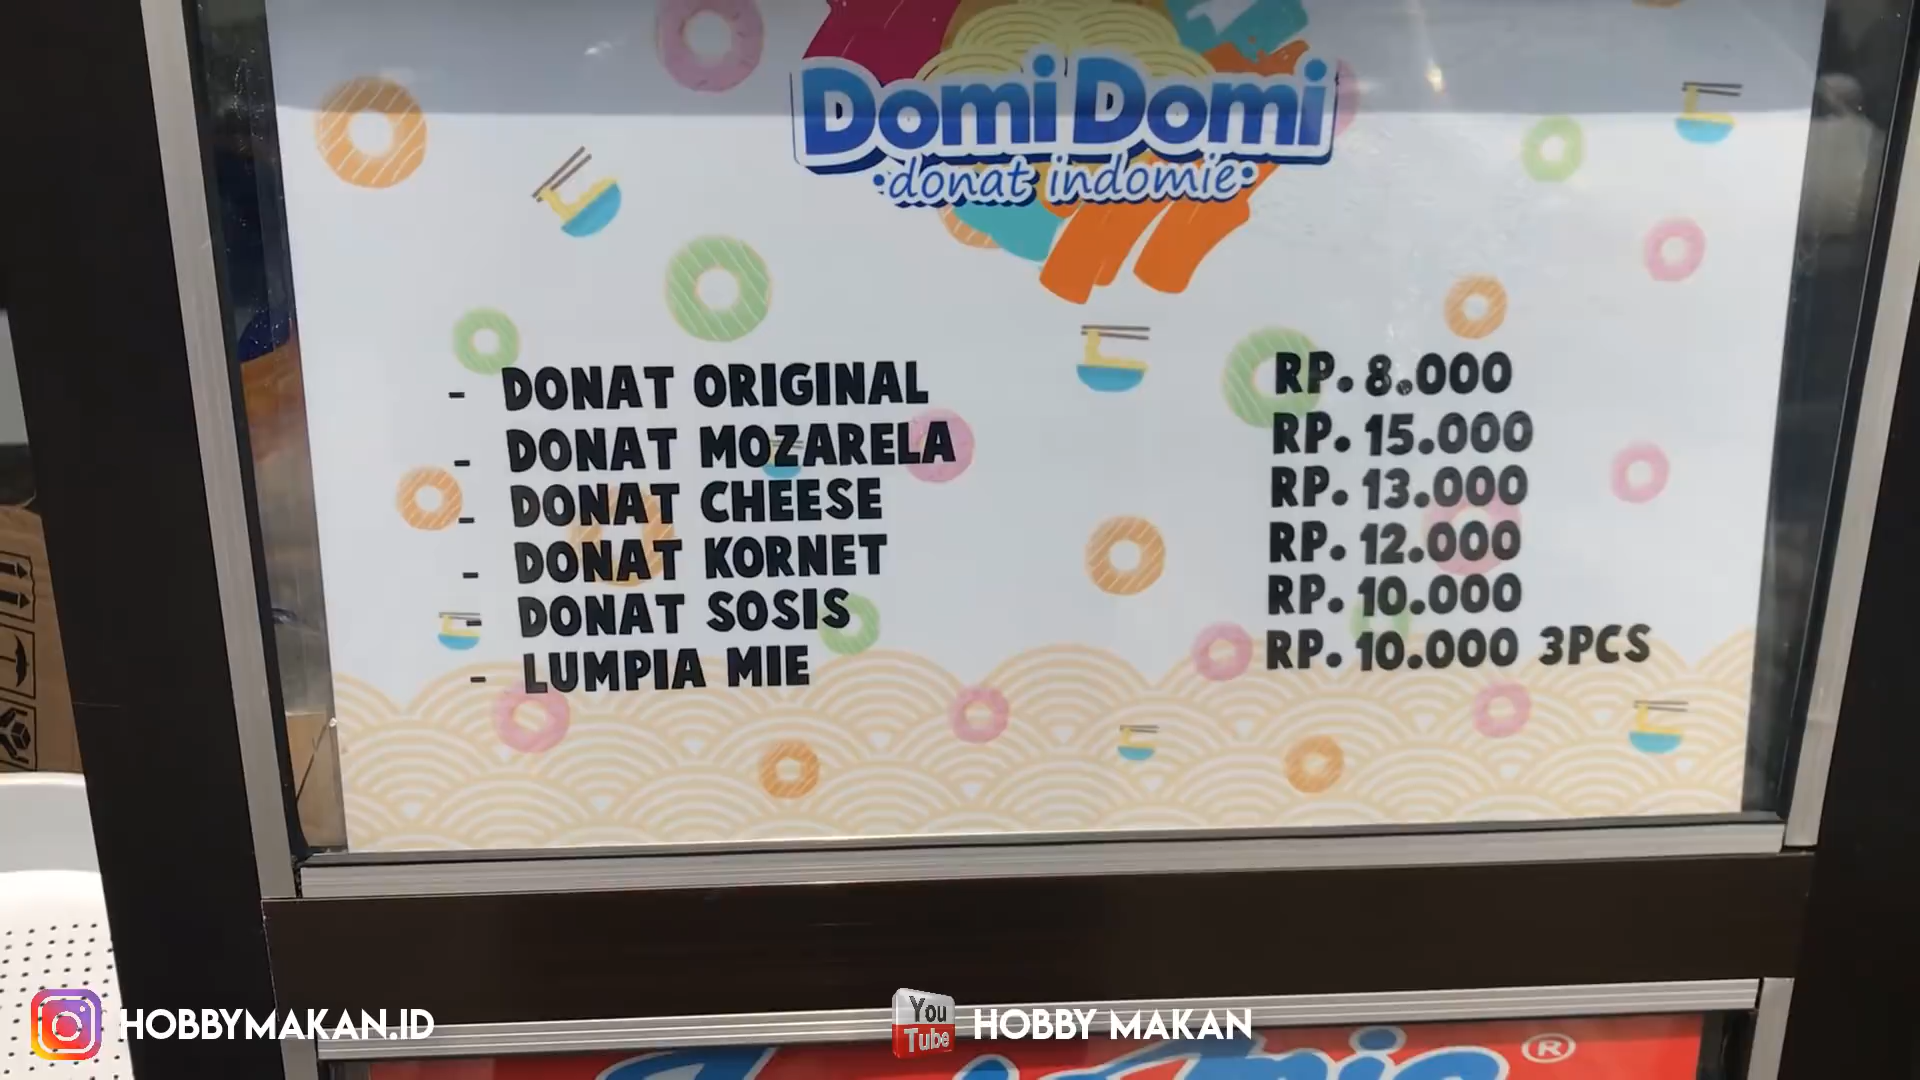 Domi Domi
•donat indomie•
- DONAT ORIGINAL RP. 8.000
- DONAT MOZARELA RP. 15.000
- DONAT CHEESE RP. 13.000
- DONAT KORNET RP. 12.000
- DONAT SOSIS RP. 10.000
- LUMPIA MIE RP. 10.000 3PCS
HOBBYMAKAN.ID
You Tube HOBBY MAKAN
®